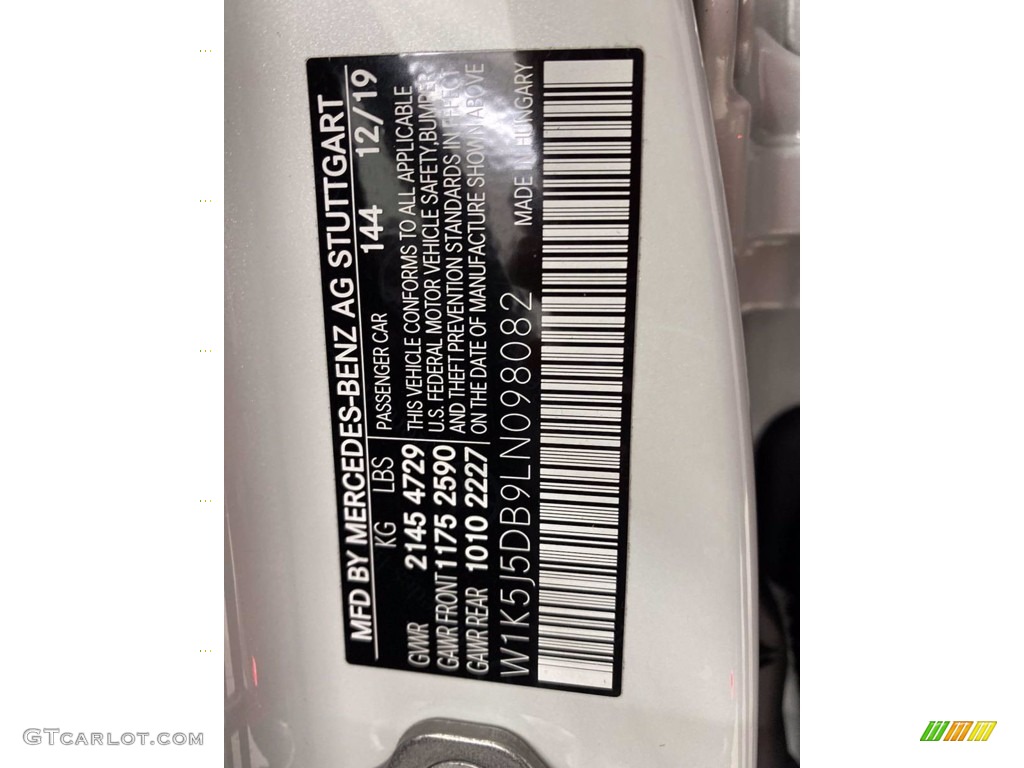 MFD BY MERCEDES-BENZ AG STUTTGART
KG LBS PASSENGER CAR 144 12/19
GVWR 2145 4729 THIS VEHICLE CONFORMS TO ALL APPLICABLE
GAWR FRONT 1175 2590 U.S. FEDERAL MOTOR VEHICLE SAFETY,BUMPER,
GAWR REAR 1010 2227 AND THEFT PREVENTION STANDARDS IN EFFECT
ON THE DATE OF MANUFACTURE SHOWN ABOVE
W1K5J5DB9LN098082 MADE IN HUNGARY
GTCarlot.com